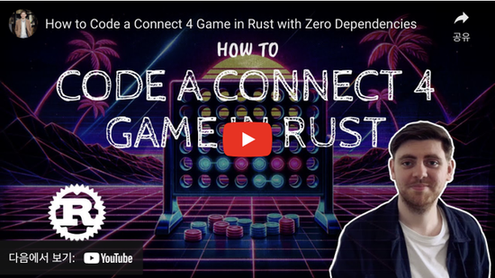 How to Code a Connect 4 Game in Rust with Zero Dependencies
공유
HOW TO
CODE A CONNECT 4
GAME IN RUST
R
다음에서 보기: YouTube